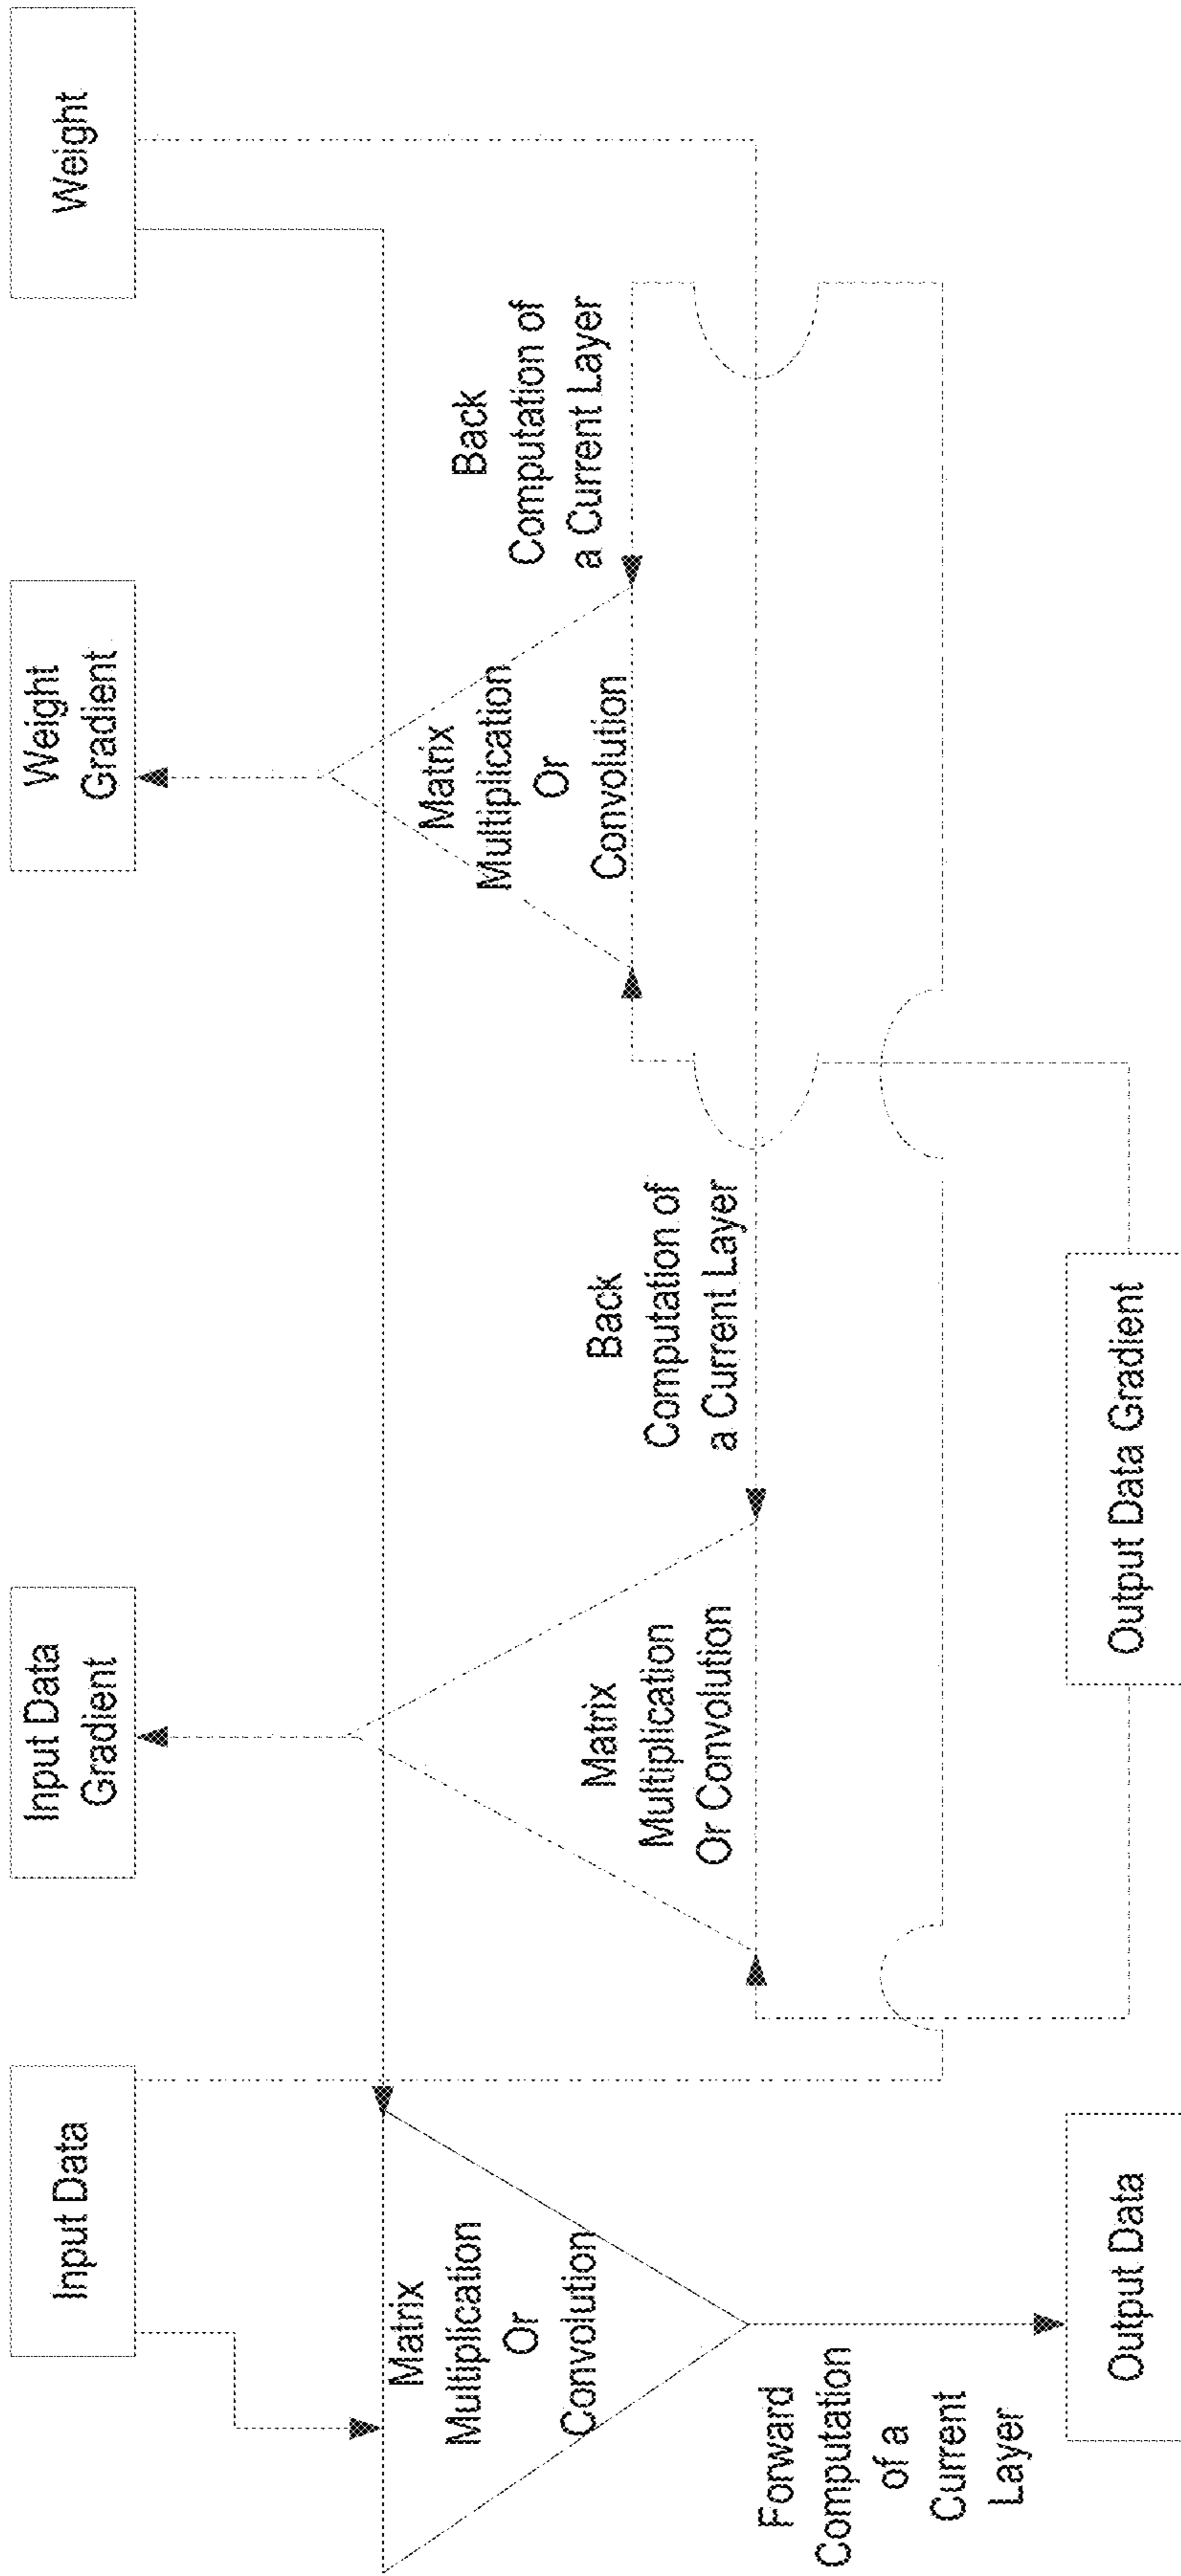 Input Data
Input Data
Gradient
Weight
Gradient
Weight
Matrix
Multiplication
Or
Convolution
Matrix
Multiplication
Or Convolution
Back
Computation of
a Current Layer
Matrix
Multiplication
Or
Convolution
Back
Computation of
a Current Layer
Forward
Computation
of a
Current
Layer
Output Data
Output Data Gradient